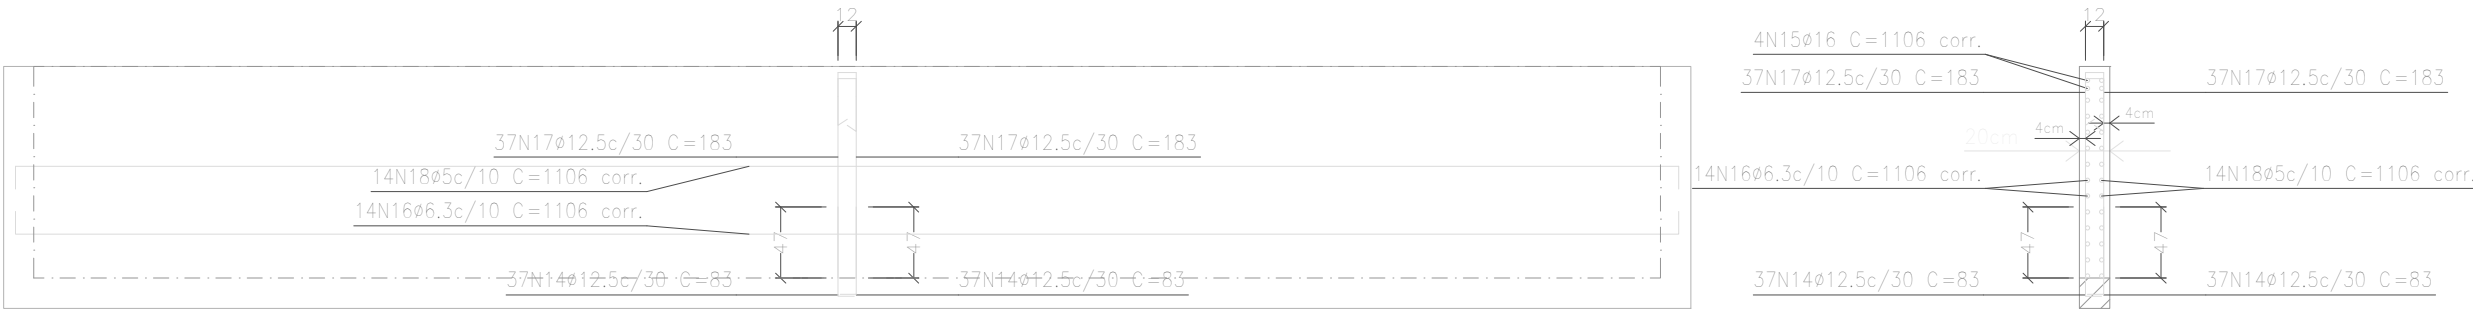 12
12
4N15ø16 C=1106 corr.
37N17ø12.5c/30 C=183
37N17ø12.5c/30 C=183
4cm
4cm
20cm
37N17ø12.5c/30 C=183
37N17ø12.5c/30 C=183
14N18ø5c/10 C=1106 corr.
14N16ø6.3c/10 C=1106 corr.
14N18ø5c/10 C=1106 corr.
14N16ø6.3c/10 C=1106 corr.
47
47
47
47
37N14ø12.5c/30 C=83
37N14ø12.5c/30 C=83
37N14ø12.5c/30 C=83
37N14ø12.5c/30 C=83